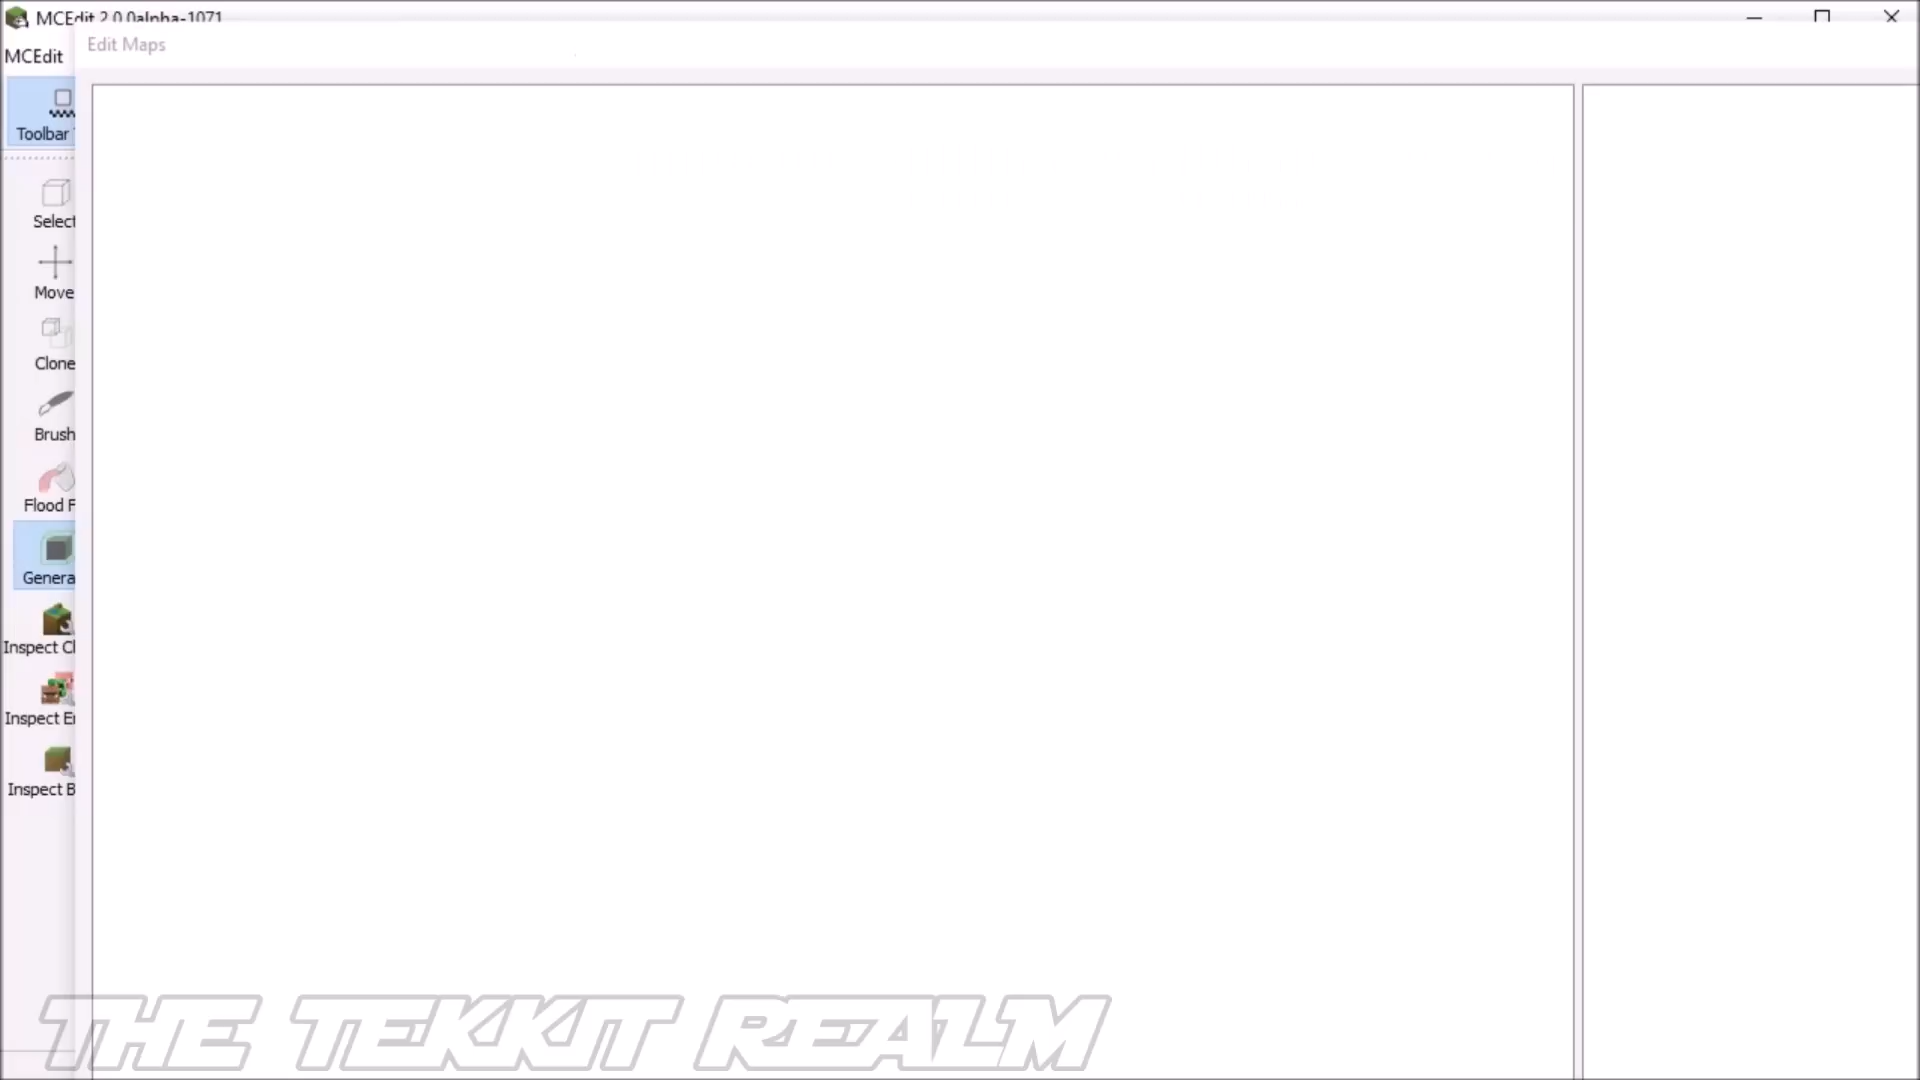 MCEdit 2.0.0alpha-1071
Edit Maps
MCEdit
Toolbar
Select
Move
Clone
Brush
Flood F
Genera
Inspect Cl
Inspect En
Inspect B
THE TEKKIT REALM